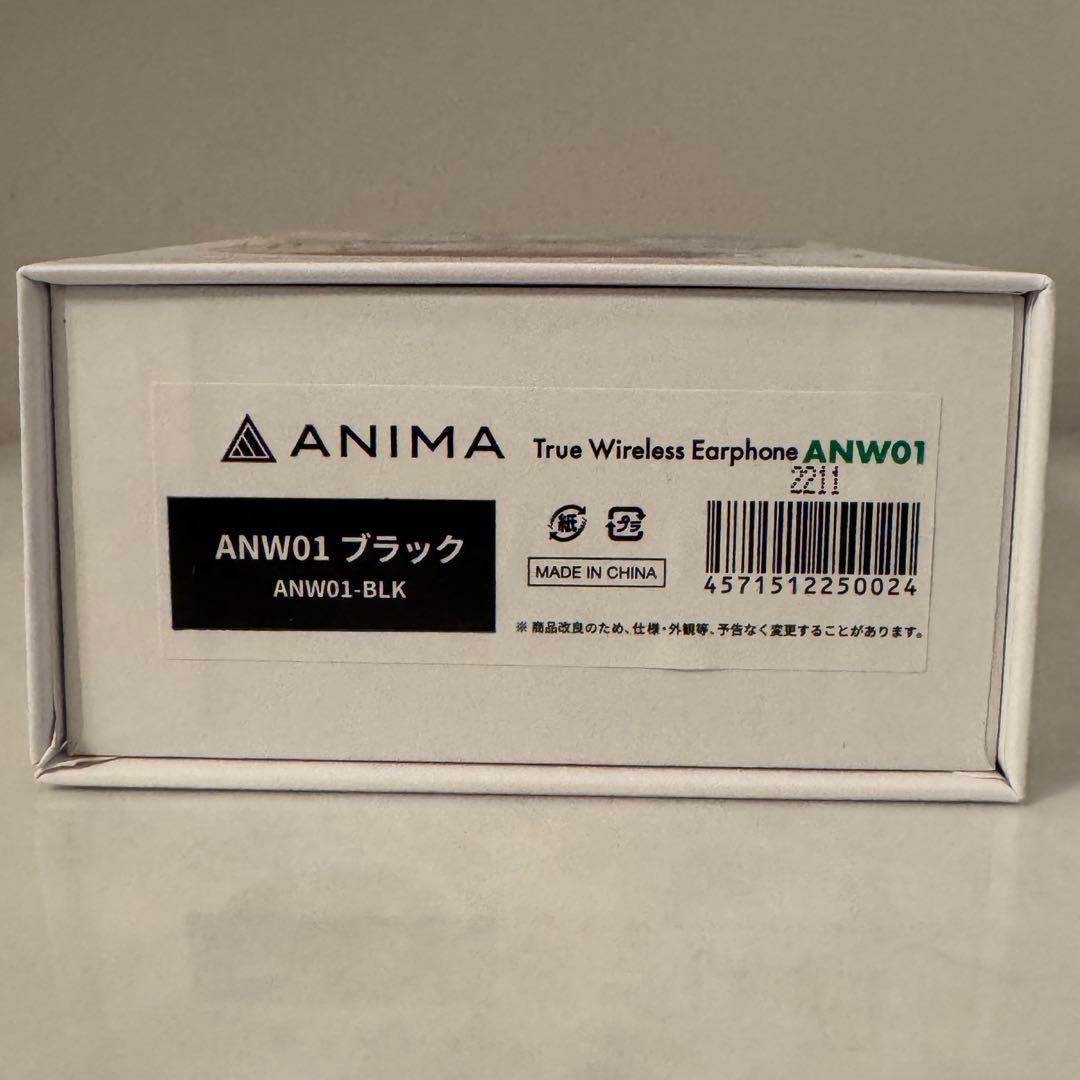 ANIMA
True Wireless Earphone ANW01
2211
ANW01 ブラック
ANW01-BLK
紙
プラ
MADE IN CHINA
4571512250024
※ 商品改良のため、仕様・外観等、予告なく変更することがあります。